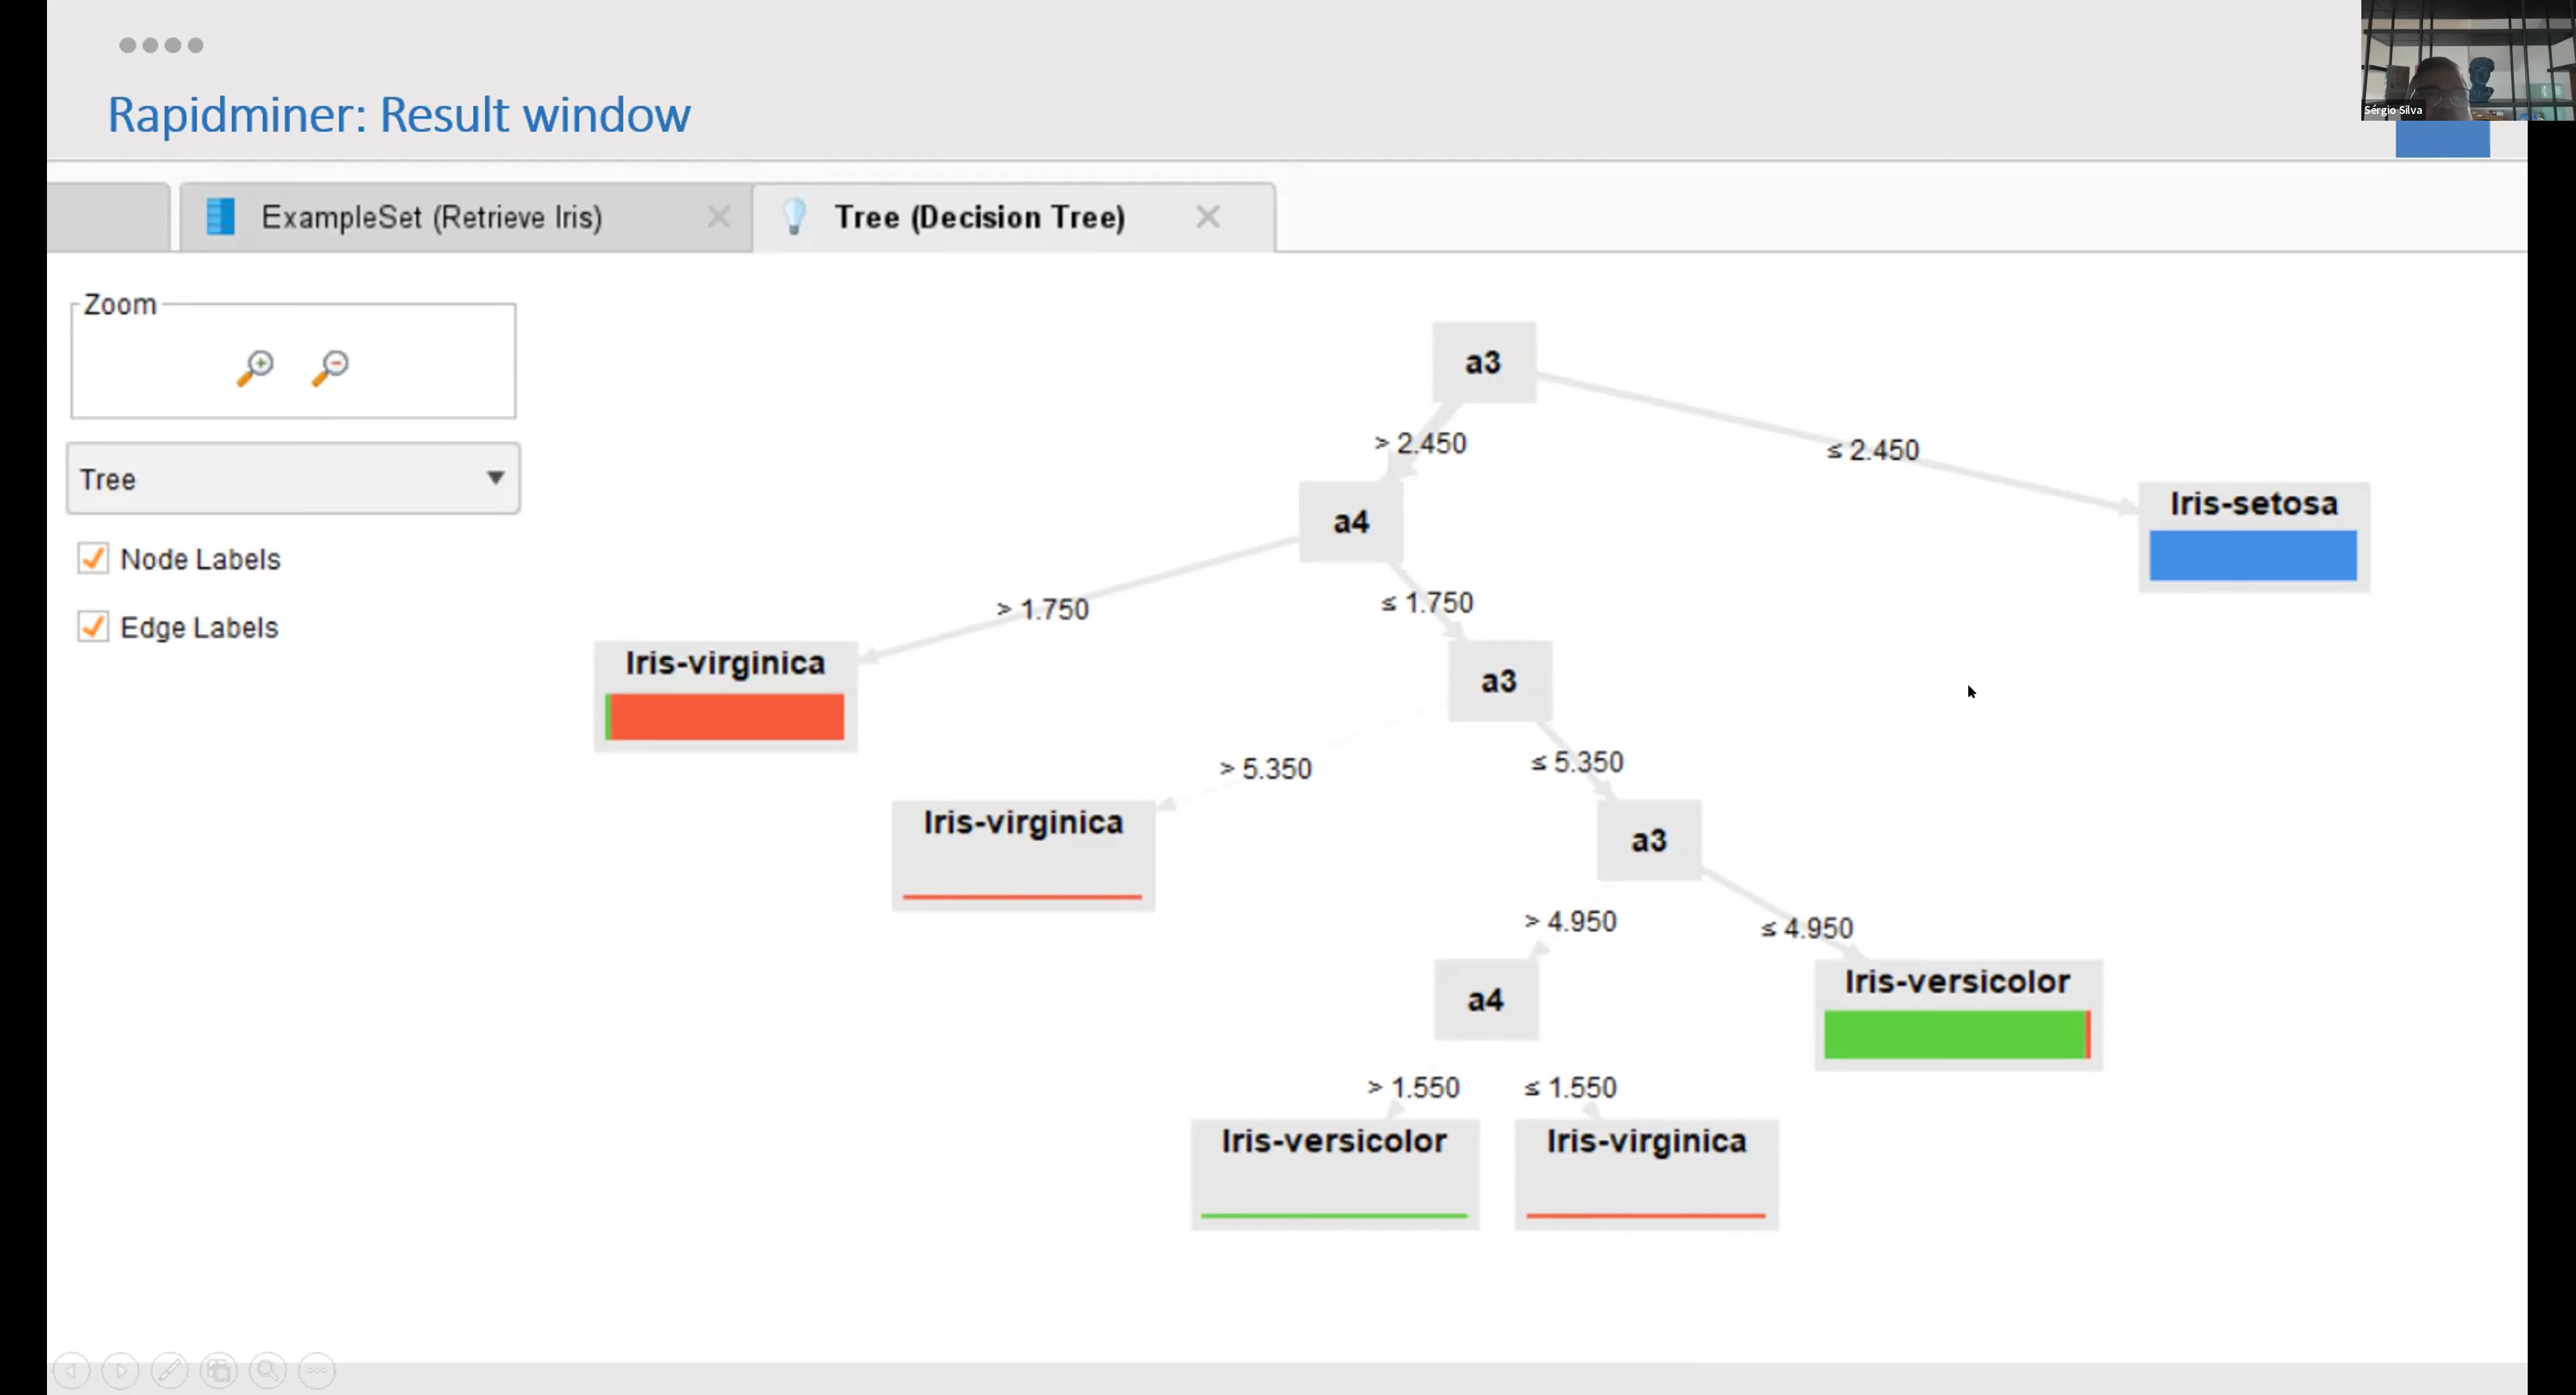 Sérgio Silva
Rapidminer: Result window
ExampleSet (Retrieve Iris)
Tree (Decision Tree)
Zoom
Tree
Node Labels
Edge Labels
a3
> 2.450
≤ 2.450
a4
Iris-setosa
> 1.750
≤ 1.750
Iris-virginica
a3
> 5.350
≤ 5.350
Iris-virginica
a3
> 4.950
≤ 4.950
a4
Iris-versicolor
> 1.550
≤ 1.550
Iris-versicolor
Iris-virginica